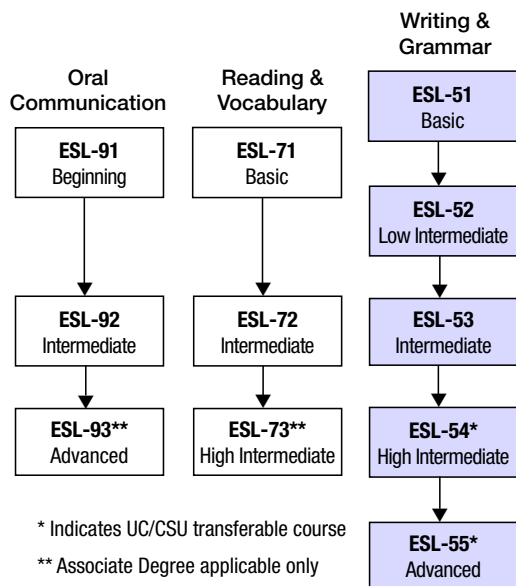 Oral
Communication
ESL-91
Beginning
ESL-92
Intermediate
ESL-93**
Advanced
Reading &
Vocabulary
ESL-71
Basic
ESL-72
Intermediate
ESL-73**
High Intermediate
Writing &
Grammar
ESL-51
Basic
ESL-52
Low Intermediate
ESL-53
Intermediate
ESL-54*
High Intermediate
ESL-55*
Advanced
* Indicates UC/CSU transferable course
** Associate Degree applicable only